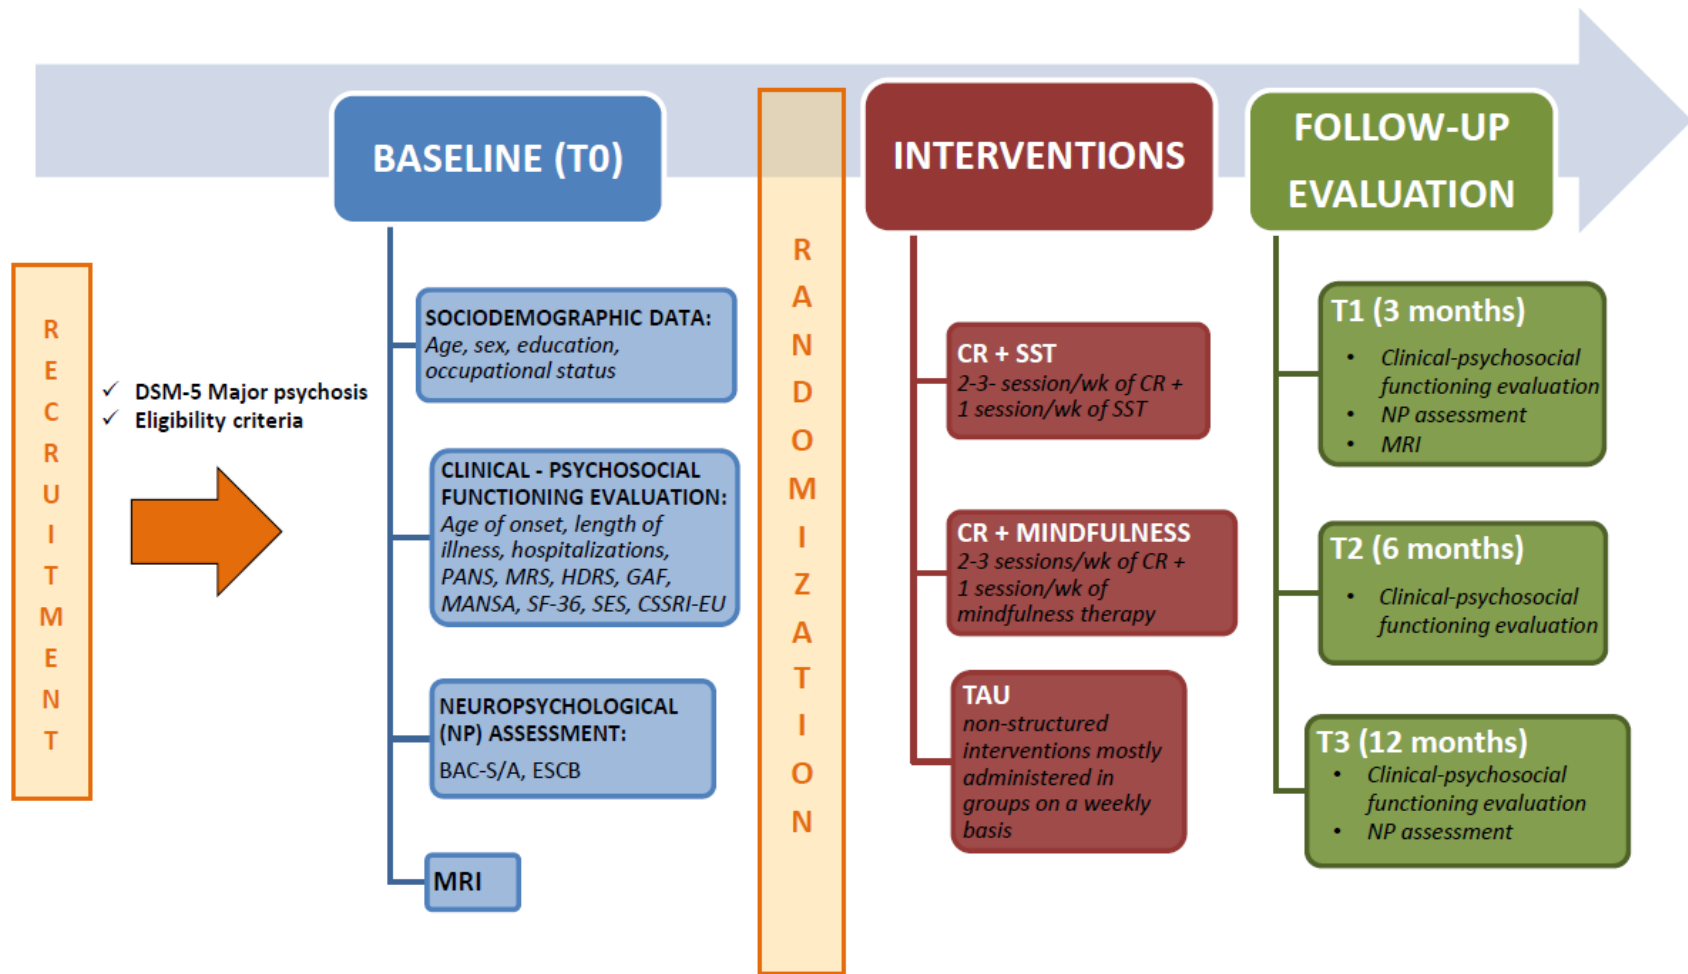 RECRUITMENT
✓ DSM-5 Major psychosis
✓ Eligibility criteria
BASELINE (T0)
SOCIODEMOGRAPHIC DATA:
Age, sex, education,
occupational status
CLINICAL - PSYCHOSOCIAL
FUNCTIONING EVALUATION:
Age of onset, length of
illness, hospitalizations,
PANS, MRS, HDRS, GAF,
MANSA, SF-36, SES, CSSRI-EU
NEUROPSYCHOLOGICAL
(NP) ASSESSMENT:
BAC-S/A, ESCB
MRI
RANDOMIZATION
INTERVENTIONS
CR + SST
2-3- session/wk of CR +
1 session/wk of SST
CR + MINDFULNESS
2-3 sessions/wk of CR +
1 session/wk of
mindfulness therapy
TAU
non-structured
interventions mostly
administered in
groups on a weekly
basis
FOLLOW-UP
EVALUATION
T1 (3 months)
• Clinical-psychosocial
functioning evaluation
• NP assessment
• MRI
T2 (6 months)
• Clinical-psychosocial
functioning evaluation
T3 (12 months)
• Clinical-psychosocial
functioning evaluation
• NP assessment